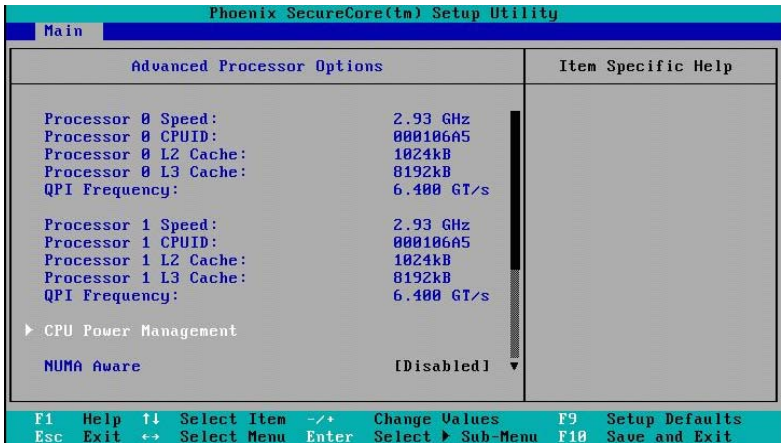 Phoenix SecureCore(tm) Setup Utility
Main
Advanced Processor Options
Item Specific Help
Processor 0 Speed: 2.93 GHz
Processor 0 CPUID: 000106A5
Processor 0 L2 Cache: 1024kB
Processor 0 L3 Cache: 8192kB
QPI Frequency: 6.400 GT/s
Processor 1 Speed: 2.93 GHz
Processor 1 CPUID: 000106A5
Processor 1 L2 Cache: 1024kB
Processor 1 L3 Cache: 8192kB
QPI Frequency: 6.400 GT/s
▶ CPU Power Management
NUMA Aware [Disabled]
F1 Help ↑↓ Select Item -/+ Change Values F9 Setup Defaults
Esc Exit ↔ Select Menu Enter Select ▶ Sub-Menu F10 Save and Exit